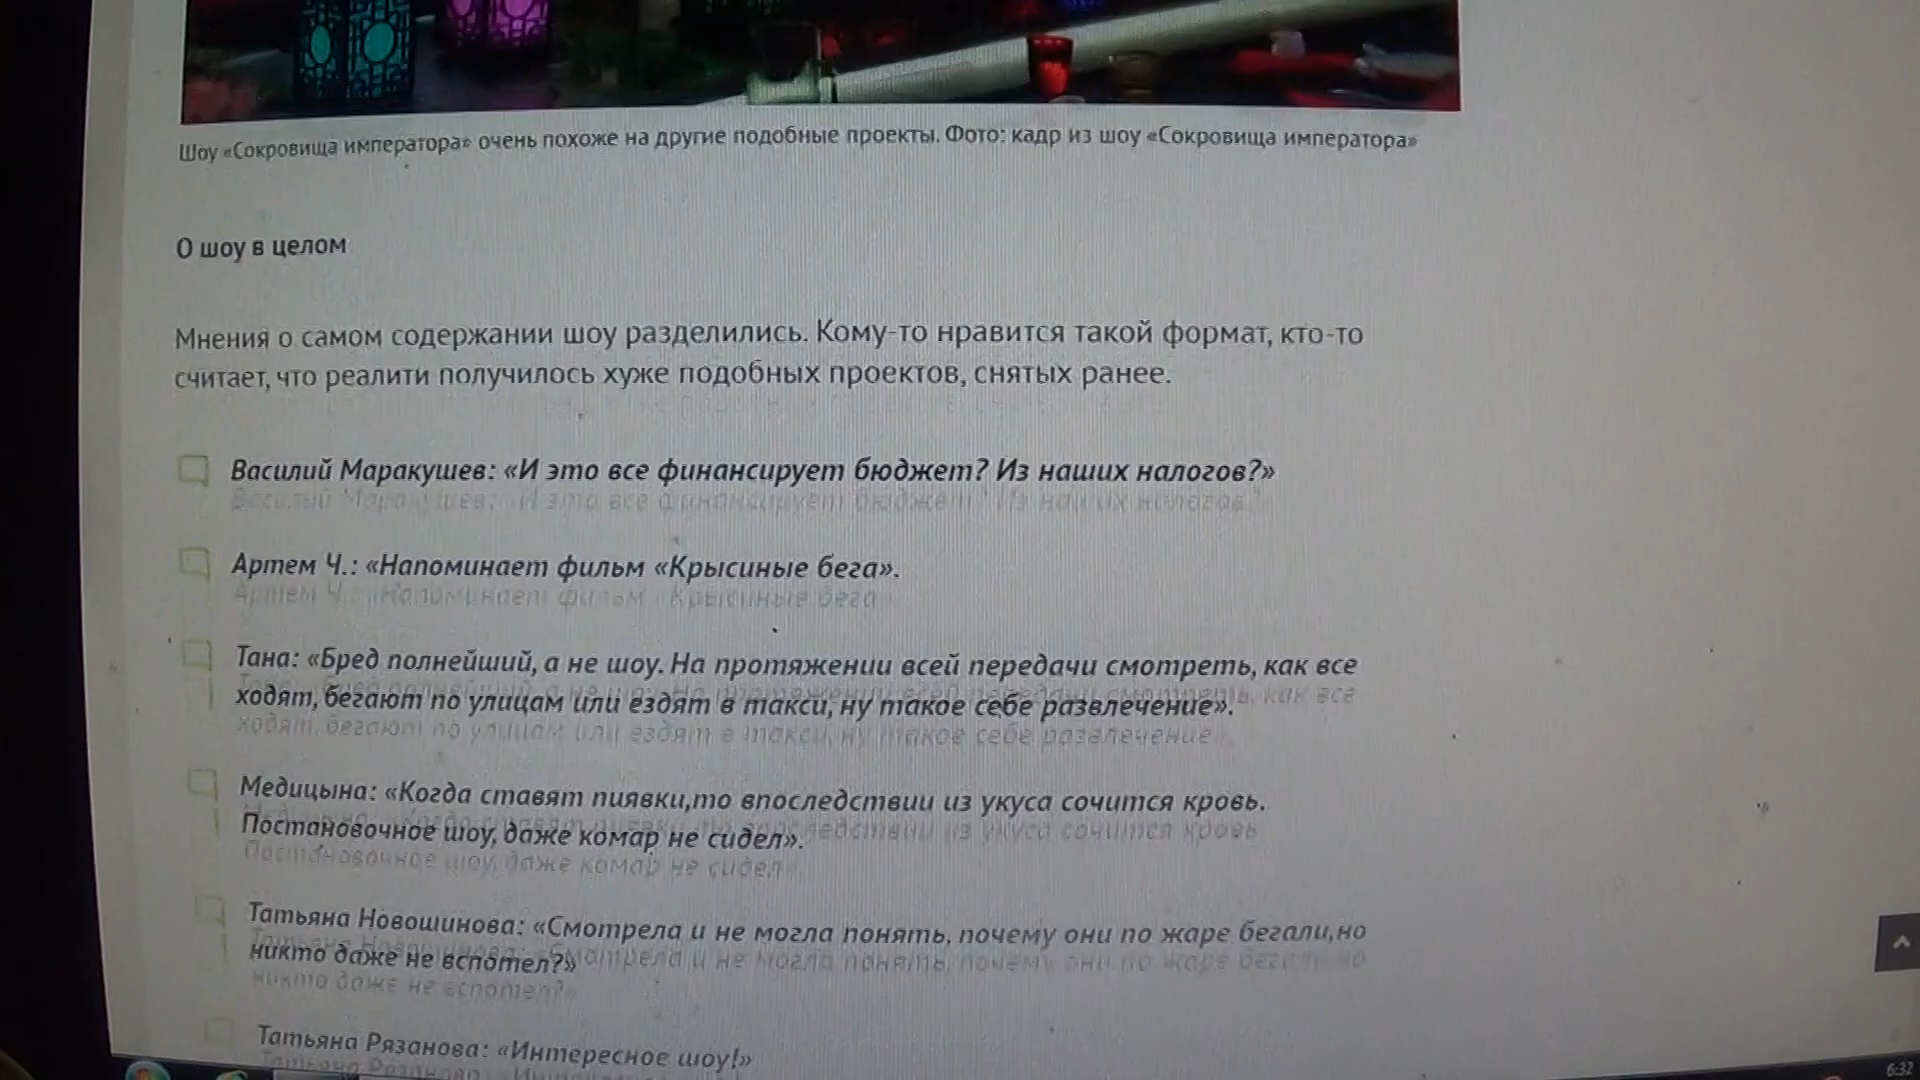 Шоу «Сокровища императора» очень похоже на другие подобные проекты. Фото: кадр из шоу «Сокровища императора»
О шоу в целом
Мнения о самом содержании шоу разделились. Кому-то нравится такой формат, кто-то
считает, что реалити получилось хуже подобных проектов, снятых ранее.
Василий Маракушев: «И это все финансирует бюджет? Из наших налогов?»
Артем Ч.: «Напоминает фильм «Крысиные бега».
Тана: «Бред полнейший, а не шоу. На протяжении всей передачи смотреть, как все
ходят, бегают по улицам или ездят в такси, ну такое себе развлечение».
Медицына: «Когда ставят пиявки,то впоследствии из укуса сочится кровь.
Постановочное шоу, даже комар не сидел».
Татьяна Новошинова: «Смотрела и не могла понять, почему они по жаре бегали,но
никто даже не вспотел?»
Татьяна Рязанова: «Интересное шоу!»
6:32